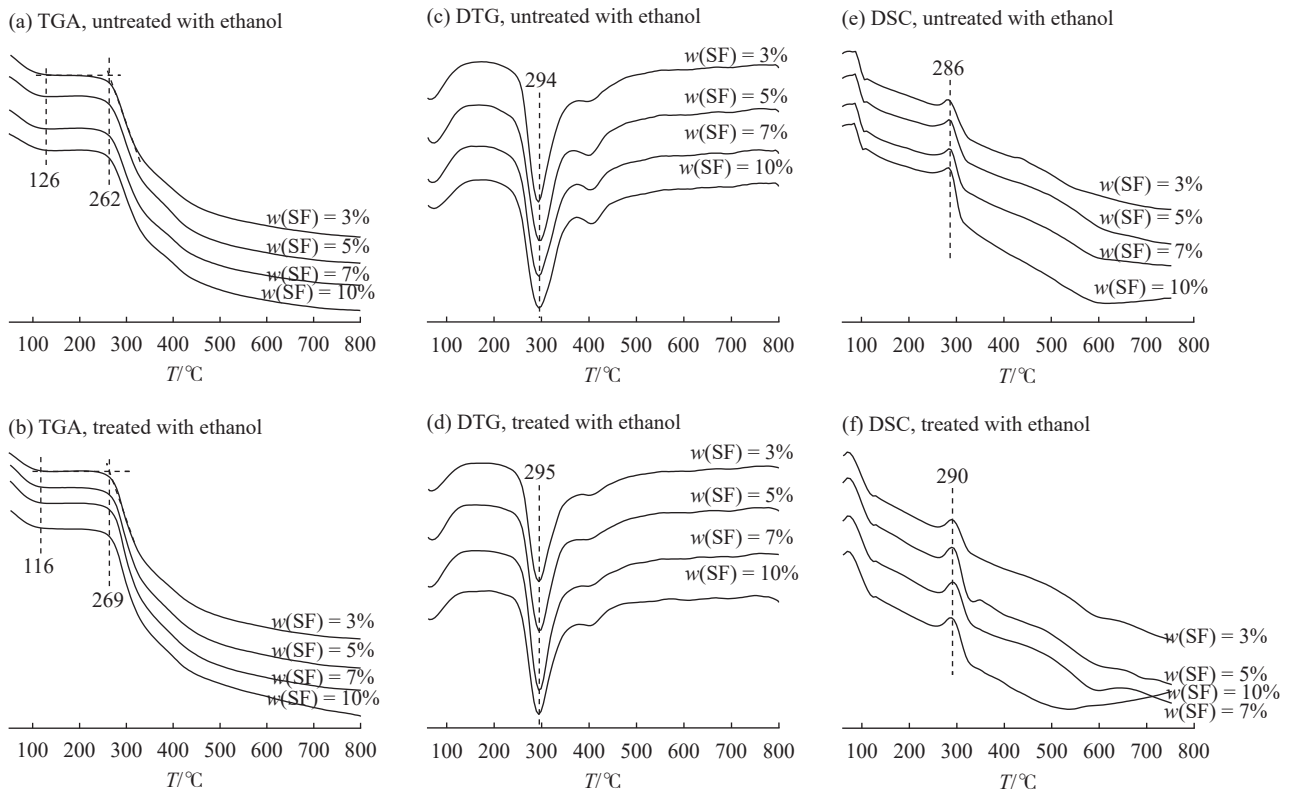 (a) TGA, untreated with ethanol
126
262
w(SF) = 3%
w(SF) = 5%
w(SF) = 7%
w(SF) = 10%
100 200 300 400 500 600 700 800
T/℃
(c) DTG, untreated with ethanol
294
w(SF) = 3%
w(SF) = 5%
w(SF) = 7%
w(SF) = 10%
100 200 300 400 500 600 700 800
T/℃
(e) DSC, untreated with ethanol
286
w(SF) = 3%
w(SF) = 5%
w(SF) = 7%
w(SF) = 10%
100 200 300 400 500 600 700 800
T/℃
(b) TGA, treated with ethanol
116
269
w(SF) = 3%
w(SF) = 5%
w(SF) = 7%
w(SF) = 10%
100 200 300 400 500 600 700 800
T/℃
(d) DTG, treated with ethanol
295
w(SF) = 3%
w(SF) = 5%
w(SF) = 7%
w(SF) = 10%
100 200 300 400 500 600 700 800
T/℃
(f) DSC, treated with ethanol
290
w(SF) = 3%
w(SF) = 5%
w(SF) = 10%
w(SF) = 7%
100 200 300 400 500 600 700 800
T/℃